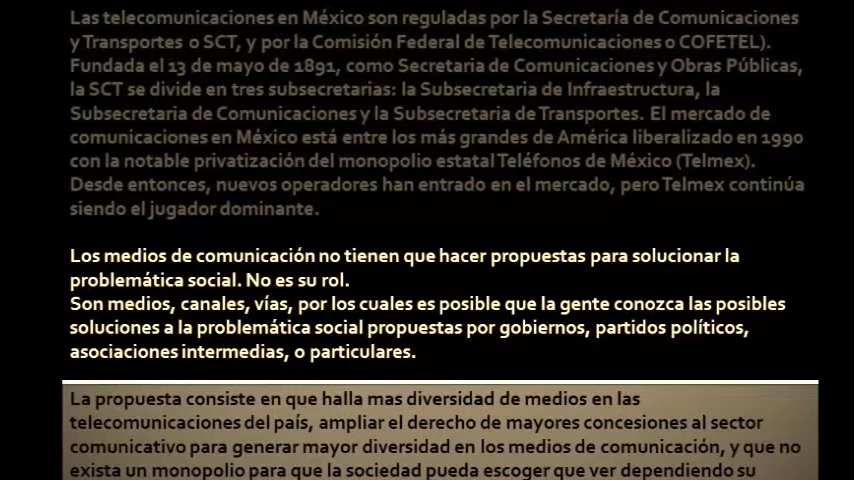 Las telecomunicaciones en México son reguladas por la Secretaría de Comunicaciones
y Transportes o SCT, y por la Comisión Federal de Telecomunicaciones o COFETEL).
Fundada el 13 de mayo de 1891, como Secretaria de Comunicaciones y Obras Públicas,
la SCT se divide en tres subsecretarias: la Subsecretaria de Infraestructura, la
Subsecretaria de Comunicaciones y la Subsecretaria de Transportes. El mercado de
comunicaciones en México está entre los más grandes de América liberalizado en 1990
con la notable privatización del monopolio estatal Teléfonos de México (Telmex).
Desde entonces, nuevos operadores han entrado en el mercado, pero Telmex continúa
siendo el jugador dominante.
Los medios de comunicación no tienen que hacer propuestas para solucionar la
problemática social. No es su rol.
Son medios, canales, vías, por los cuales es posible que la gente conozca las posibles
soluciones a la problemática social propuestas por gobiernos, partidos políticos,
asociaciones intermedias, o particulares.
La propuesta consiste en que halla mas diversidad de medios en las
telecomunicaciones del país, ampliar el derecho de mayores concesiones al sector
comunicativo para generar mayor diversidad en los medios de comunicación, y que no
exista un monopolio para que la sociedad pueda escoger que ver dependiendo su